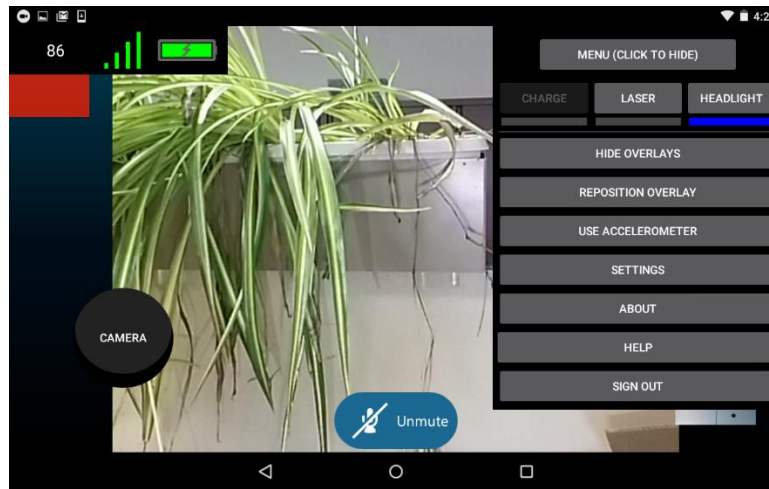 4:2
86
MENU (CLICK TO HIDE)
CHARGE
LASER
HEADLIGHT
HIDE OVERLAYS
REPOSITION OVERLAY
USE ACCELEROMETER
SETTINGS
ABOUT
HELP
SIGN OUT
CAMERA
Unmute